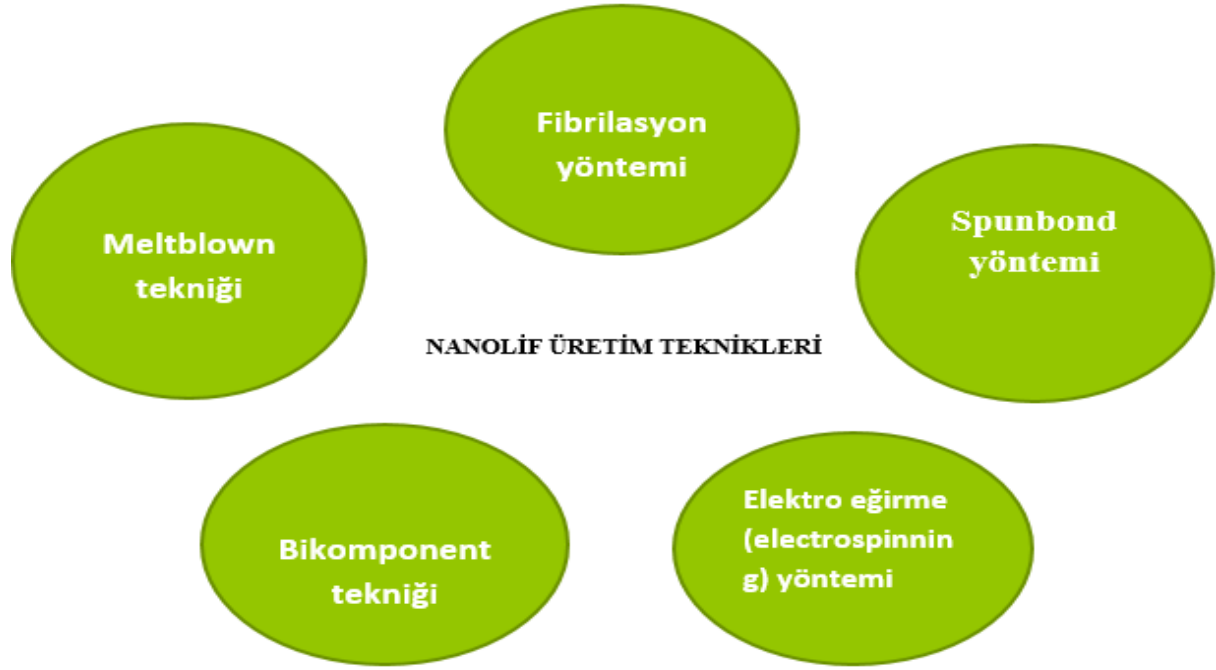 Fibrilasyon
yöntemi
Meltblown
tekniği
Spunbond
yöntemi
NANOLİF ÜRETİM TEKNİKLERİ
Bikomponent
tekniği
Elektro eğirme
(electrospinnin
g) yöntemi